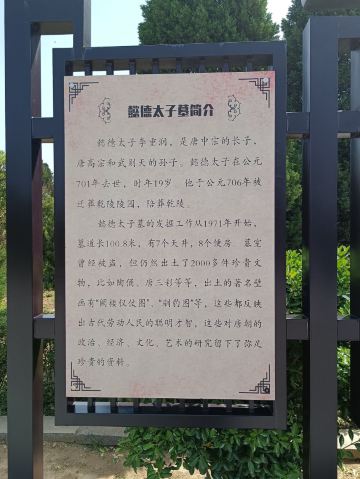 懿德太子墓简介
懿德太子李重润，是唐中宗的长子，
唐高宗和武则天的孙子。懿德太子在公元
701年去世，时年19岁。他于公元706年被
迁葬乾陵陵园，陪葬乾陵。
懿德太子墓的发掘工作从1971年开始，
墓道长100.8米，有7个天井，8个便房。墓室
曾经被盗，但仍然出土了2000多件珍贵文
物，比如陶俑、唐三彩等等，出土的著名壁
画有“阙楼仪仗图”、“驯豹图”等，这些都反映
出古代劳动人民的聪明才智，这些对唐朝的
政治、经济、文化、艺术的研究留下了弥足
珍贵的资料。